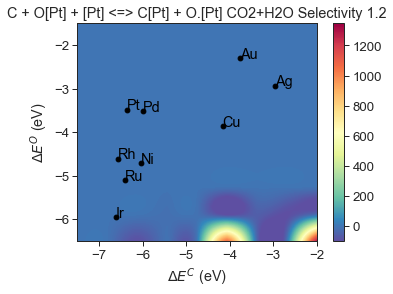 C + O[Pt] + [Pt] <=> C[Pt] + O.[Pt] CO2+H2O Selectivity 1.2
−2
−3
−4
−5
−6
ΔE^O (eV)
Au
Ag
Pt
Pd
Cu
Rh
Ni
Ru
Ir
−7
−6
−5
−4
−3
−2
ΔE^C (eV)
1200
1000
800
600
400
200
0